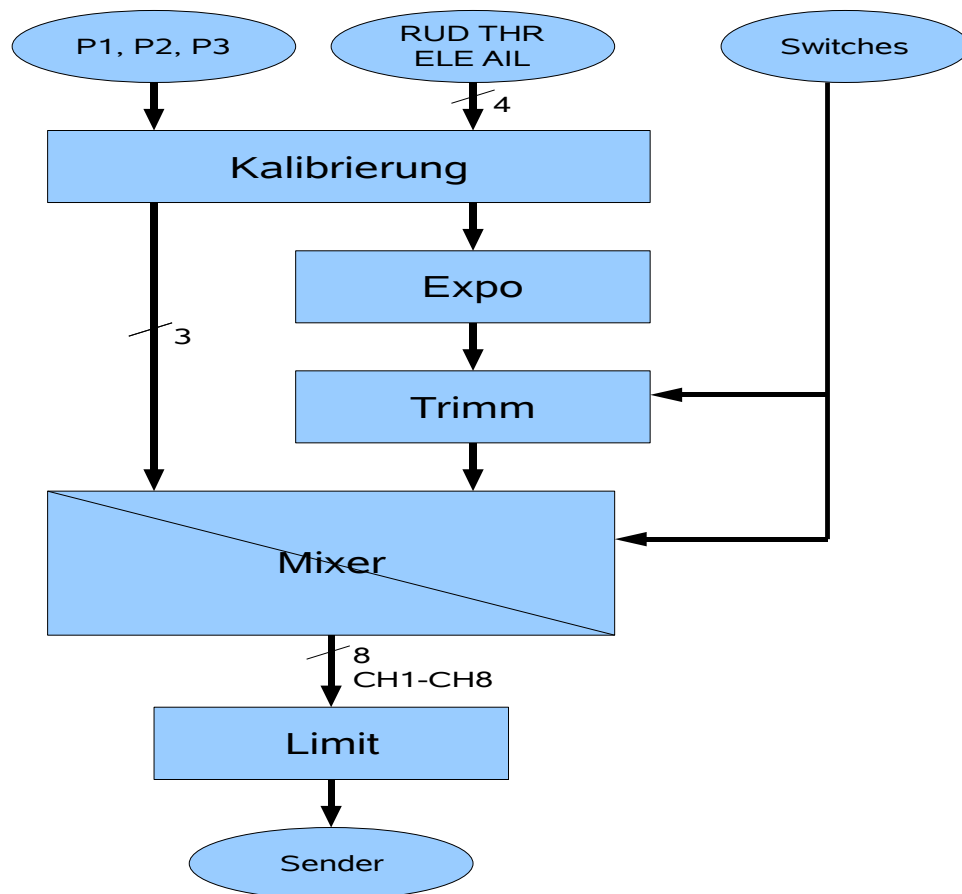 P1, P2, P3
RUD THR
ELE AIL
Switches
4
Kalibrierung
Expo
3
Trimm
Mixer
8
CH1-CH8
Limit
Sender